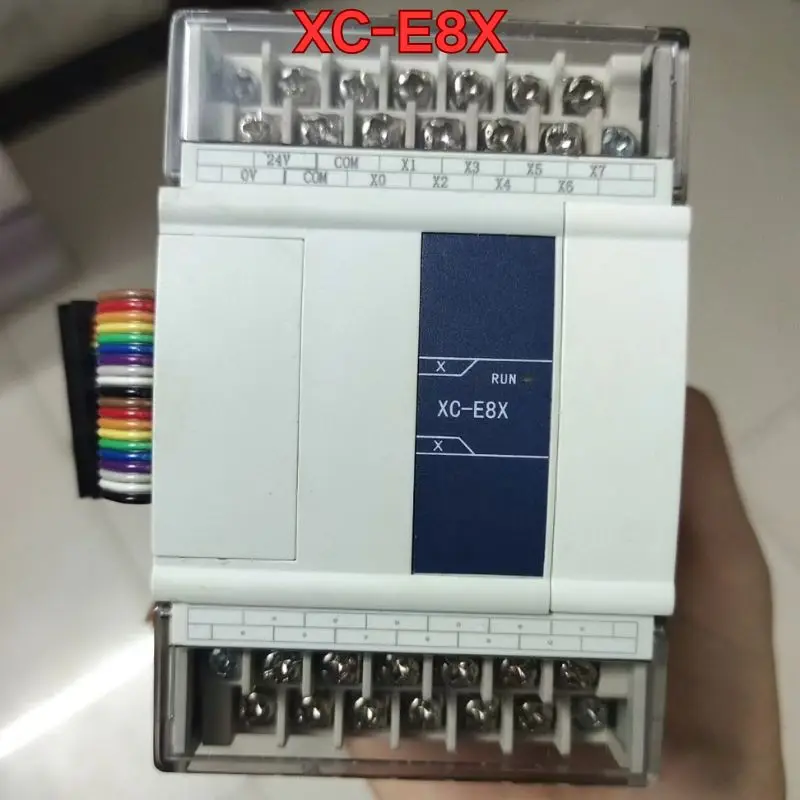 XC-E8X
24V COM X1 X3 X5 X7
0V COM X0 X2 X4 X6
X
RUN
XC-E8X
X